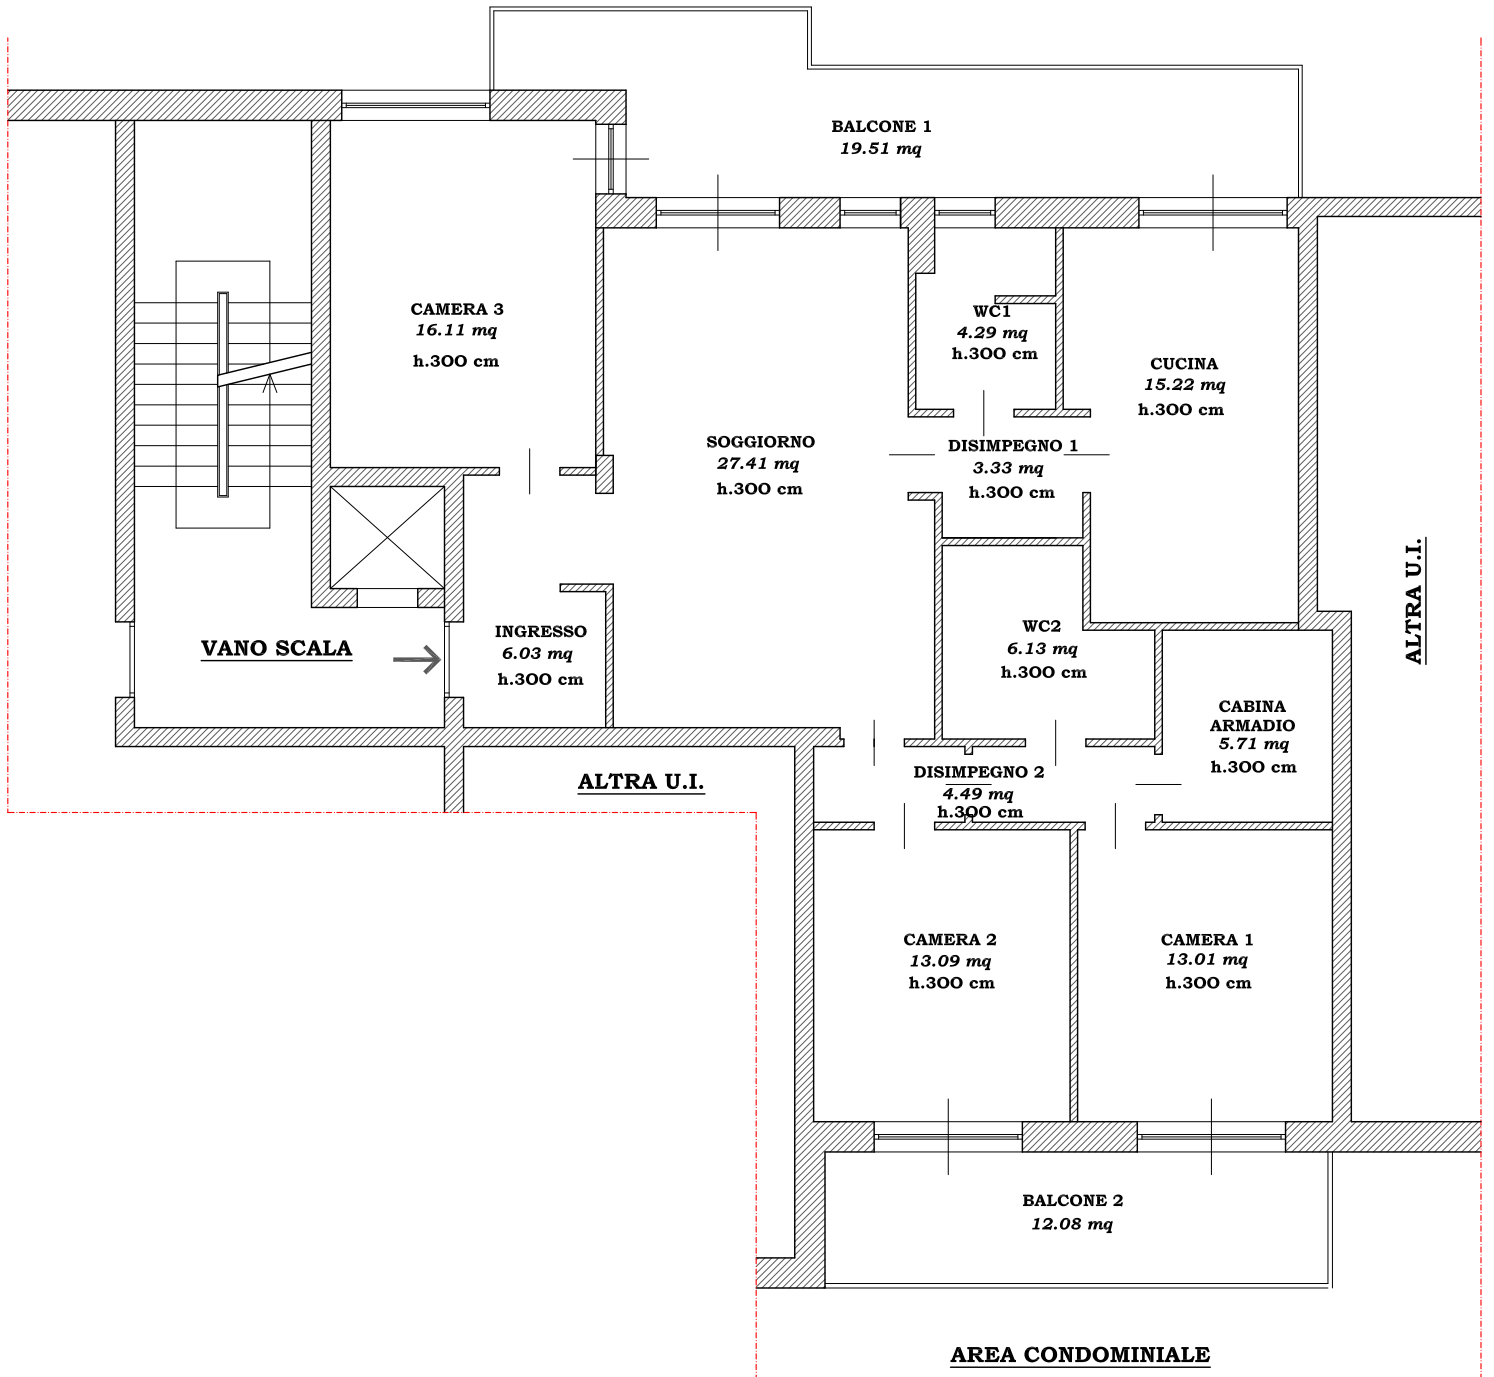 BALCONE 1
19.51 mq
CAMERA 3
16.11 mq
h.300 cm
WC1
4.29 mq
h.300 cm
CUCINA
15.22 mq
h.300 cm
SOGGIORNO
27.41 mq
h.300 cm
DISIMPEGNO 1
3.33 mq
h.300 cm
VANO SCALA
INGRESSO
6.03 mq
h.300 cm
WC2
6.13 mq
h.300 cm
ALTRA U.I.
CABINA
ARMADIO
5.71 mq
h.300 cm
ALTRA U.I.
DISIMPEGNO 2
4.49 mq
h.300 cm
CAMERA 2
13.09 mq
h.300 cm
CAMERA 1
13.01 mq
h.300 cm
BALCONE 2
12.08 mq
AREA CONDOMINIALE